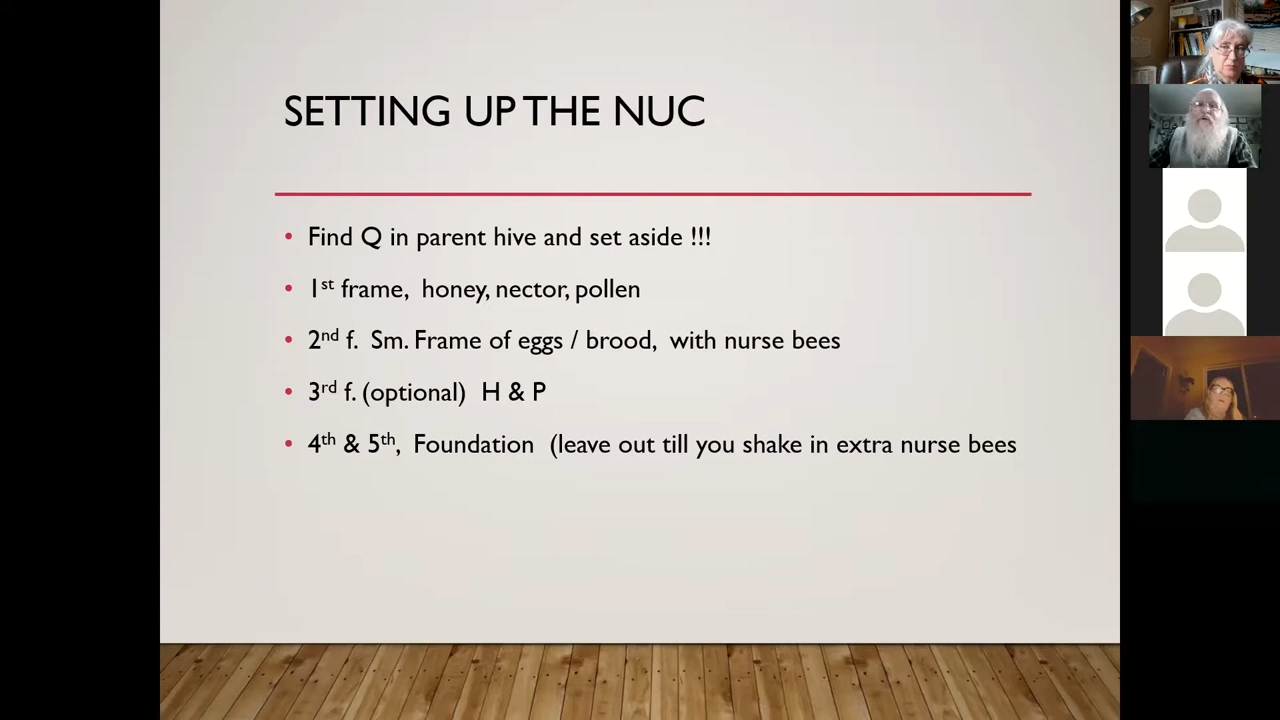 SETTING UP THE NUC
• Find Q in parent hive and set aside !!!
• 1st frame, honey, nector, pollen
• 2nd f. Sm. Frame of eggs / brood, with nurse bees
• 3rd f. (optional) H & P
• 4th & 5th, Foundation (leave out till you shake in extra nurse bees